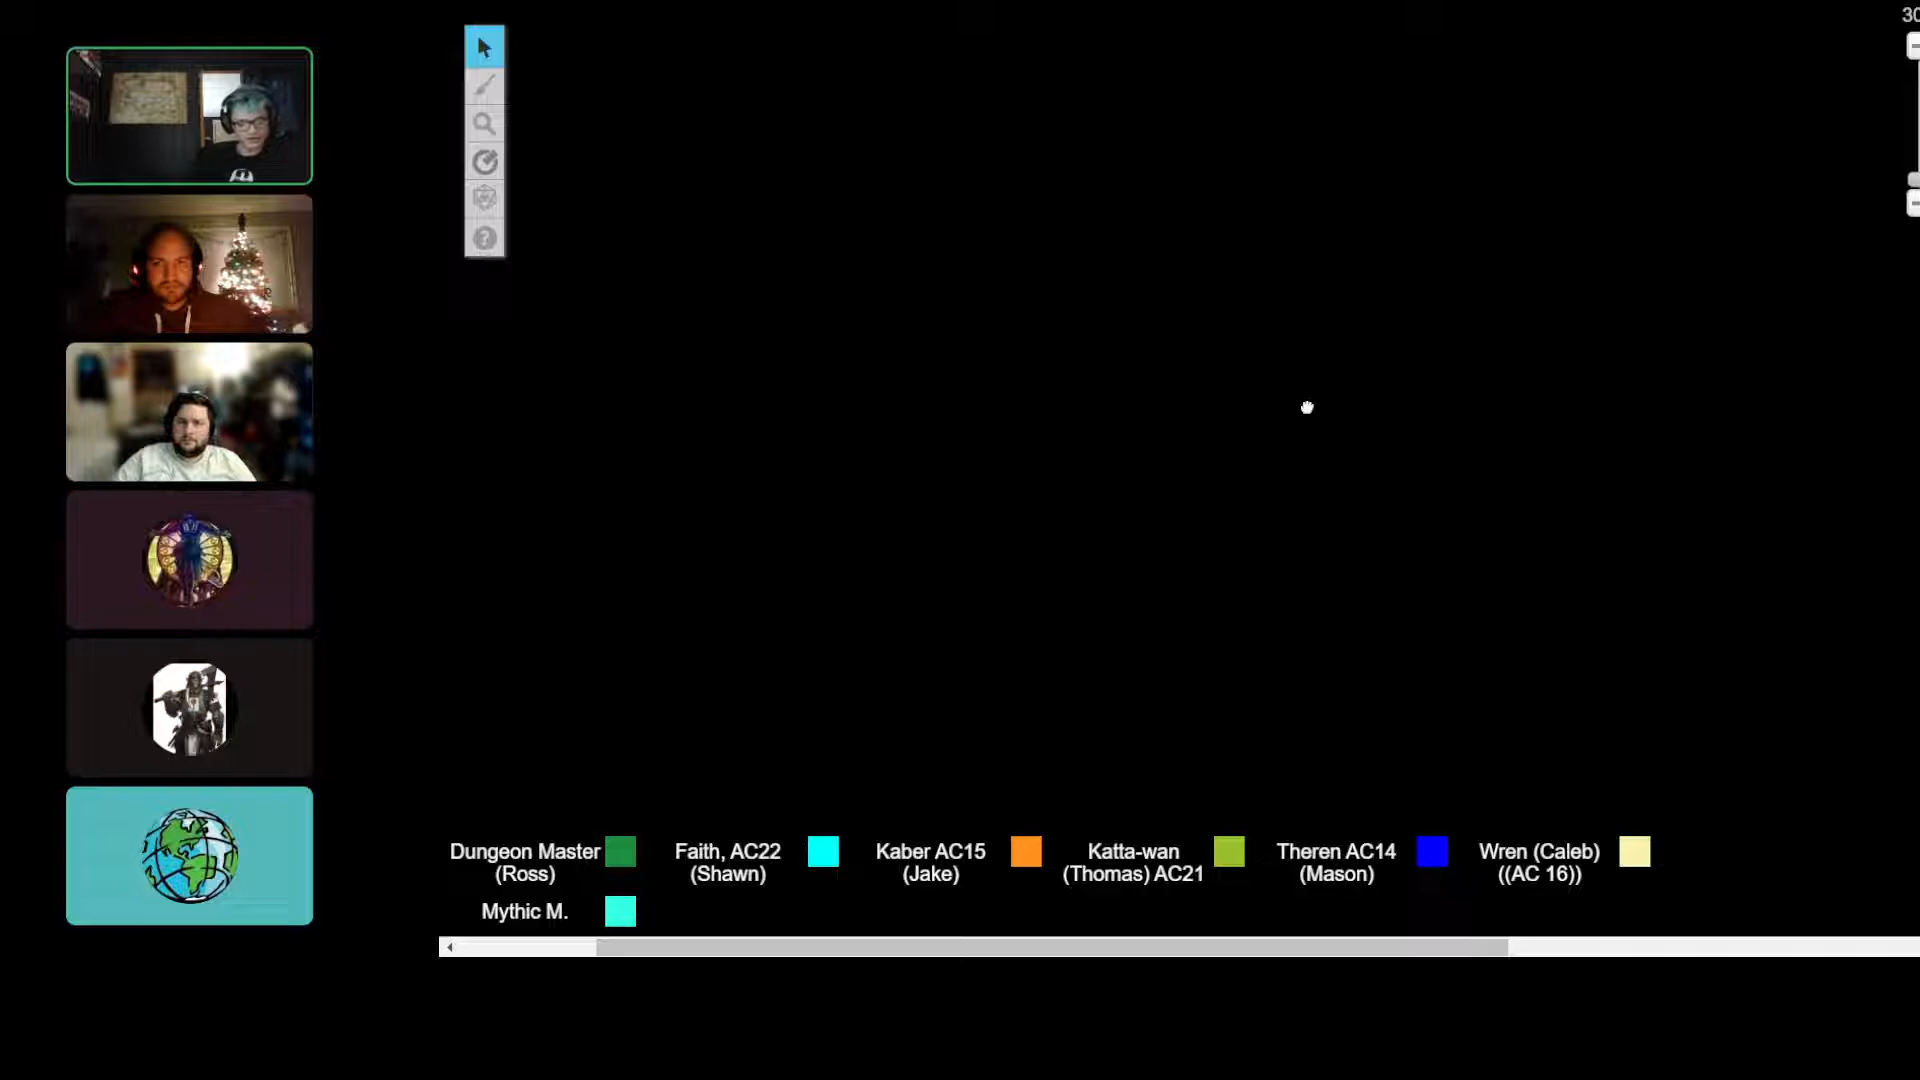 30
?
Dungeon Master
(Ross)
Faith, AC22
(Shawn)
Kaber AC15
(Jake)
Katta-wan
(Thomas) AC21
Theren AC14
(Mason)
Wren (Caleb)
((AC 16))
Mythic M.